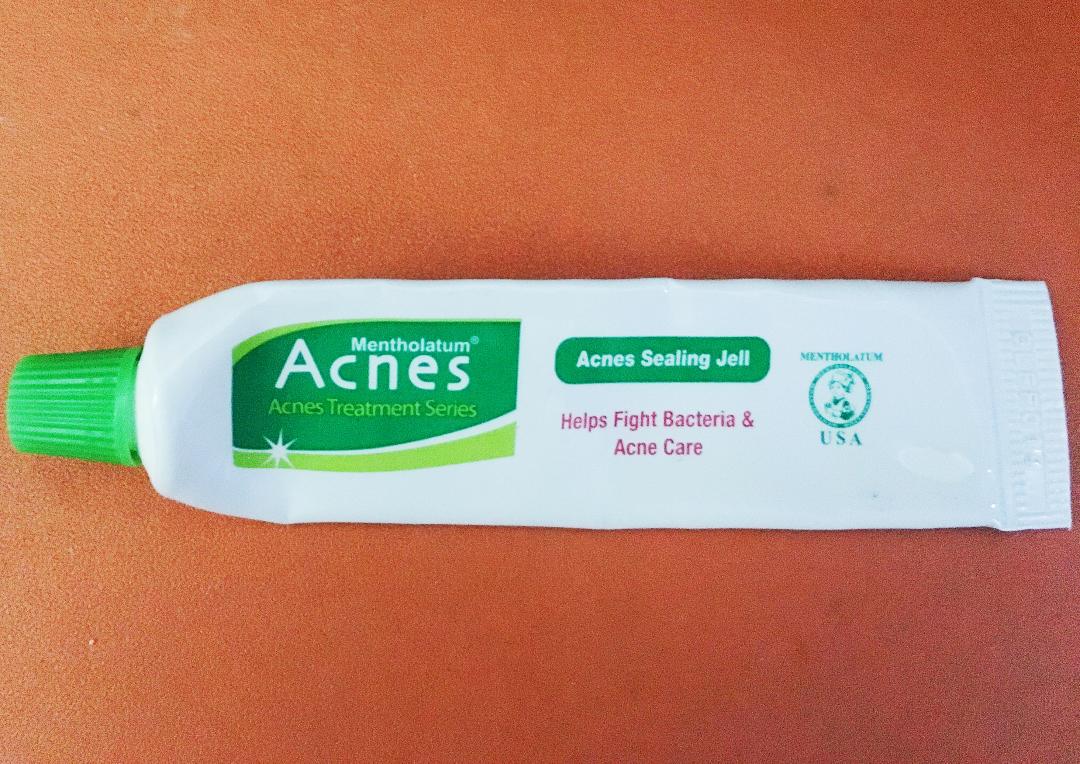 Mentholatum®
Acnes
Acnes Treatment Series
Acnes Sealing Jell
Helps Fight Bacteria &
Acne Care
MENTHOLATUM
USA